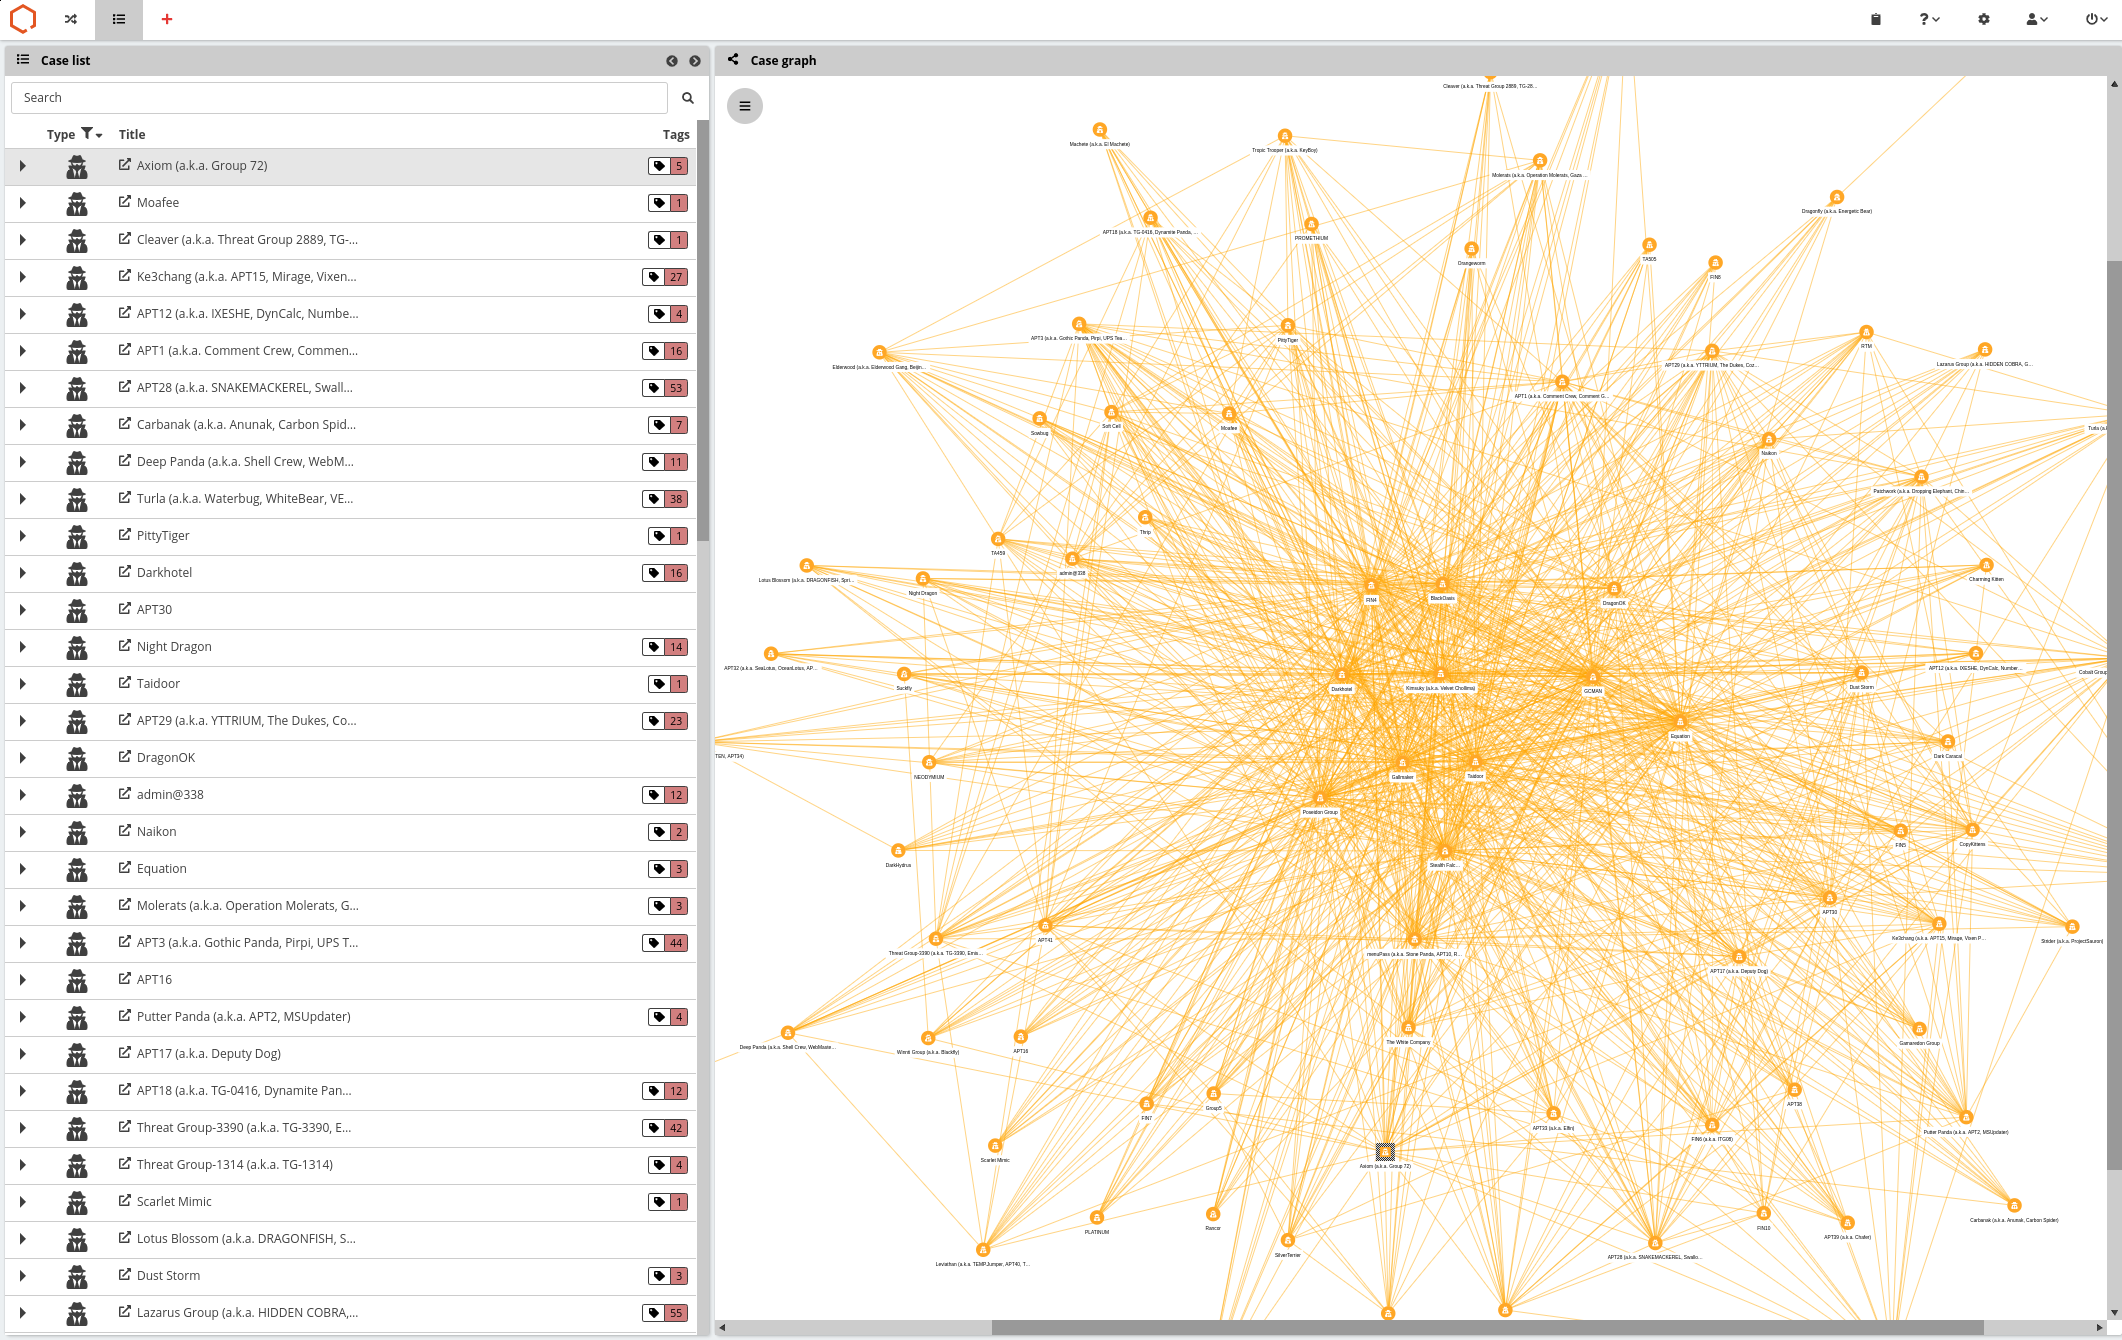 Case list
Search
Type Title Tags
Axiom (a.k.a. Group 72) 5
Moafee 1
Cleaver (a.k.a. Threat Group 2889, TG-... 1
Ke3chang (a.k.a. APT15, Mirage, Vixen... 27
APT12 (a.k.a. IXESHE, DynCalc, Numbe... 4
APT1 (a.k.a. Comment Crew, Commen... 16
APT28 (a.k.a. SNAKEMACKEREL, Swall... 53
Carbanak (a.k.a. Anunak, Carbon Spid... 7
Deep Panda (a.k.a. Shell Crew, WebM... 11
Turla (a.k.a. Waterbug, WhiteBear, VE... 38
PittyTiger 1
Darkhotel 16
APT30
Night Dragon 14
Taidoor 1
APT29 (a.k.a. YTTRIUM, The Dukes, Co... 23
DragonOK
admin@338 12
Naikon 2
Equation 3
Molerats (a.k.a. Operation Molerats, G... 3
APT3 (a.k.a. Gothic Panda, Pirpi, UPS T... 44
APT16
Putter Panda (a.k.a. APT2, MSUpdater) 4
APT17 (a.k.a. Deputy Dog)
APT18 (a.k.a. TG-0416, Dynamite Pan... 12
Threat Group-3390 (a.k.a. TG-3390, E... 42
Threat Group-1314 (a.k.a. TG-1314) 4
Scarlet Mimic 1
Lotus Blossom (a.k.a. DRAGONFISH, S...
Dust Storm 3
Lazarus Group (a.k.a. HIDDEN COBRA,... 55
Case graph
Cleaver (a.k.a. Threat Group 2889, TG-28...
Machete (a.k.a. El Machete)
Tropic Trooper (a.k.a. KeyBoy)
Molerats (a.k.a. Operation Molerats, Gaza ...
Dragonfly (a.k.a. Energetic Bear)
APT18 (a.k.a. TG-0416, Dynamite Panda, ...
PROMETHIUM
Orangeworm
TA505
FIN8
APT3 (a.k.a. Gothic Panda, Pirpi, UPS Tea...
PittyTiger
RTM
Elderwood (a.k.a. Elderwood Gang, Beijin...
APT29 (a.k.a. YTTRIUM, The Dukes, Coz...
Lazarus Group (a.k.a. HIDDEN COBRA, G...
APT1 (a.k.a. Comment Crew, Comment G...
Sowbug
Soft Cell
Moafee
Turla (a.
Naikon
Patchwork (a.k.a. Dropping Elephant, Chin...
Thrip
TA459
admin@338
Lotus Blossom (a.k.a. DRAGONFISH, Spri...
Night Dragon
Charming Kitten
FIN4
BlackOasis
DragonOK
APT32 (a.k.a. SeaLotus, OceanLotus, AP...
Suckfly
Darkhotel
Kimsuky (a.k.a. Velvet Chollima)
GCMAN
APT12 (a.k.a. IXESHE, DynCalc, Number...
Dust Storm
Cobalt Group
Equation
TEN, APT34)
Dark Caracal
NEODYMIUM
Gallmaker
Taidoor
Poseidon Group
DarkHydrus
Stealth Falc...
FIN5
CopyKittens
APT30
APT41
Threat Group-3390 (a.k.a. TG-3390, Emis...
menuPass (a.k.a. Stone Panda, APT10, R...
Ke3chang (a.k.a. APT15, Mirage, Vixen P...
Strider (a.k.a. ProjectSauron)
APT17 (a.k.a. Deputy Dog)
Deep Panda (a.k.a. Shell Crew, WebMaste...
Winnti Group (a.k.a. Blackfly)
APT16
The White Company
Gamaredon Group
FIN7
Group5
APT33 (a.k.a. Elfin)
APT38
FIN6 (a.k.a. ITG08)
Putter Panda (a.k.a. APT2, MSUpdater)
Scarlet Mimic
Axiom (a.k.a. Group 72)
PLATINUM
Rancor
FIN10
Carbanak (a.k.a. Anunak, Carbon Spider)
APT39 (a.k.a. Chafer)
SilverTerrier
APT28 (a.k.a. SNAKEMACKEREL, Swallo...
Leviathan (a.k.a. TEMP.Jumper, APT40, T...